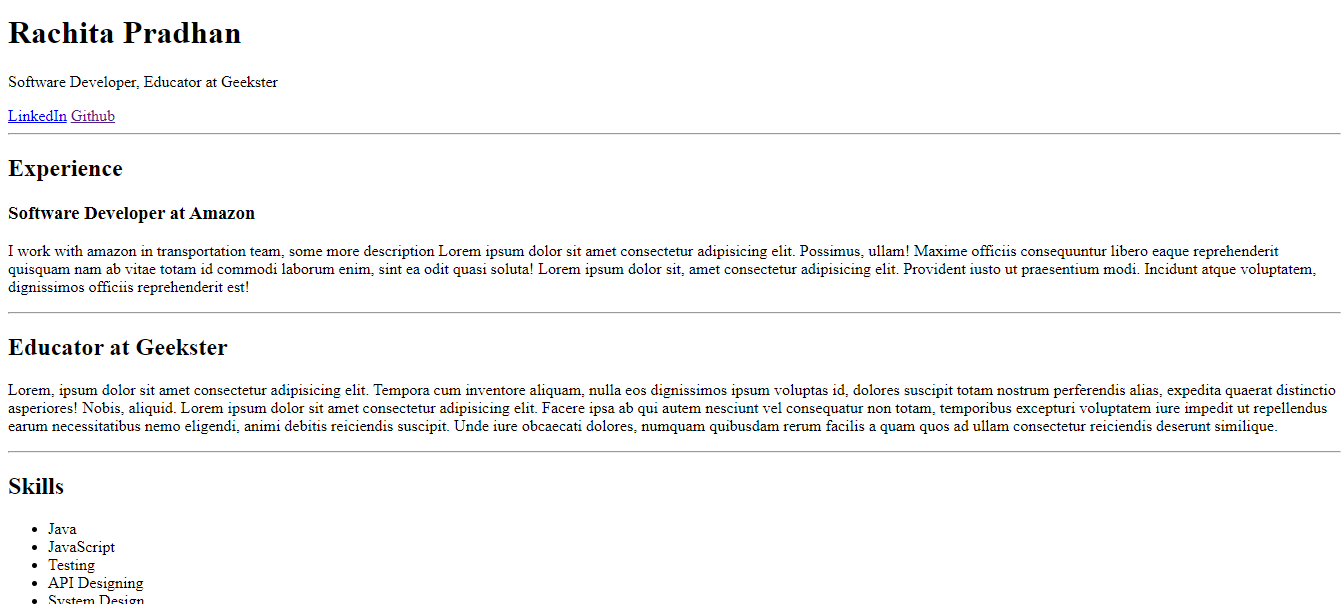 Rachita Pradhan
Software Developer, Educator at Geekster
LinkedIn Github
Experience
Software Developer at Amazon
I work with amazon in transportation team, some more description Lorem ipsum dolor sit amet consectetur adipisicing elit. Possimus, ullam! Maxime officiis consequuntur libero eaque reprehenderit
quisquam nam ab vitae totam id commodi laborum enim, sint ea odit quasi soluta! Lorem ipsum dolor sit, amet consectetur adipisicing elit. Provident iusto ut praesentium modi. Incidunt atque voluptatem,
dignissimos officiis reprehenderit est!
Educator at Geekster
Lorem, ipsum dolor sit amet consectetur adipisicing elit. Tempora cum inventore aliquam, nulla eos dignissimos ipsum voluptas id, dolores suscipit totam nostrum perferendis alias, expedita quaerat distinctio
asperiores! Nobis, aliquid. Lorem ipsum dolor sit amet consectetur adipisicing elit. Facere ipsa ab qui autem nesciunt vel consequatur non totam, temporibus excepturi voluptatem iure impedit ut repellendus
earum necessitatibus nemo eligendi, animi debitis reiciendis suscipit. Unde iure obcaecati dolores, numquam quibusdam rerum facilis a quam quos ad ullam consectetur reiciendis deserunt similique.
Skills
Java
JavaScript
Testing
API Designing
System Design